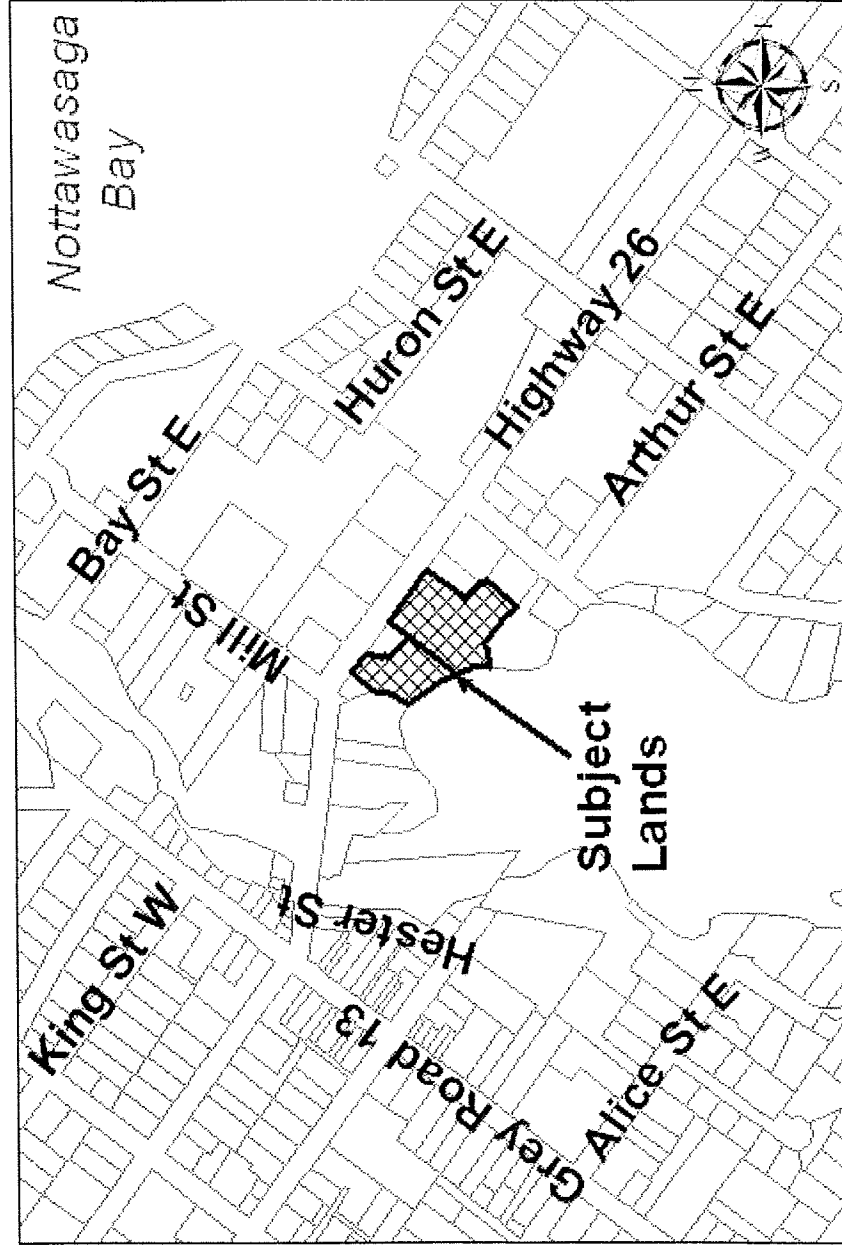 Nottawasaga
Bay
King St W
Bay St E
Mill St
Hester St
Huron St E
Grey Road 13
Highway 26
Subject
Lands
Alice St E
Arthur St E
N
W
S